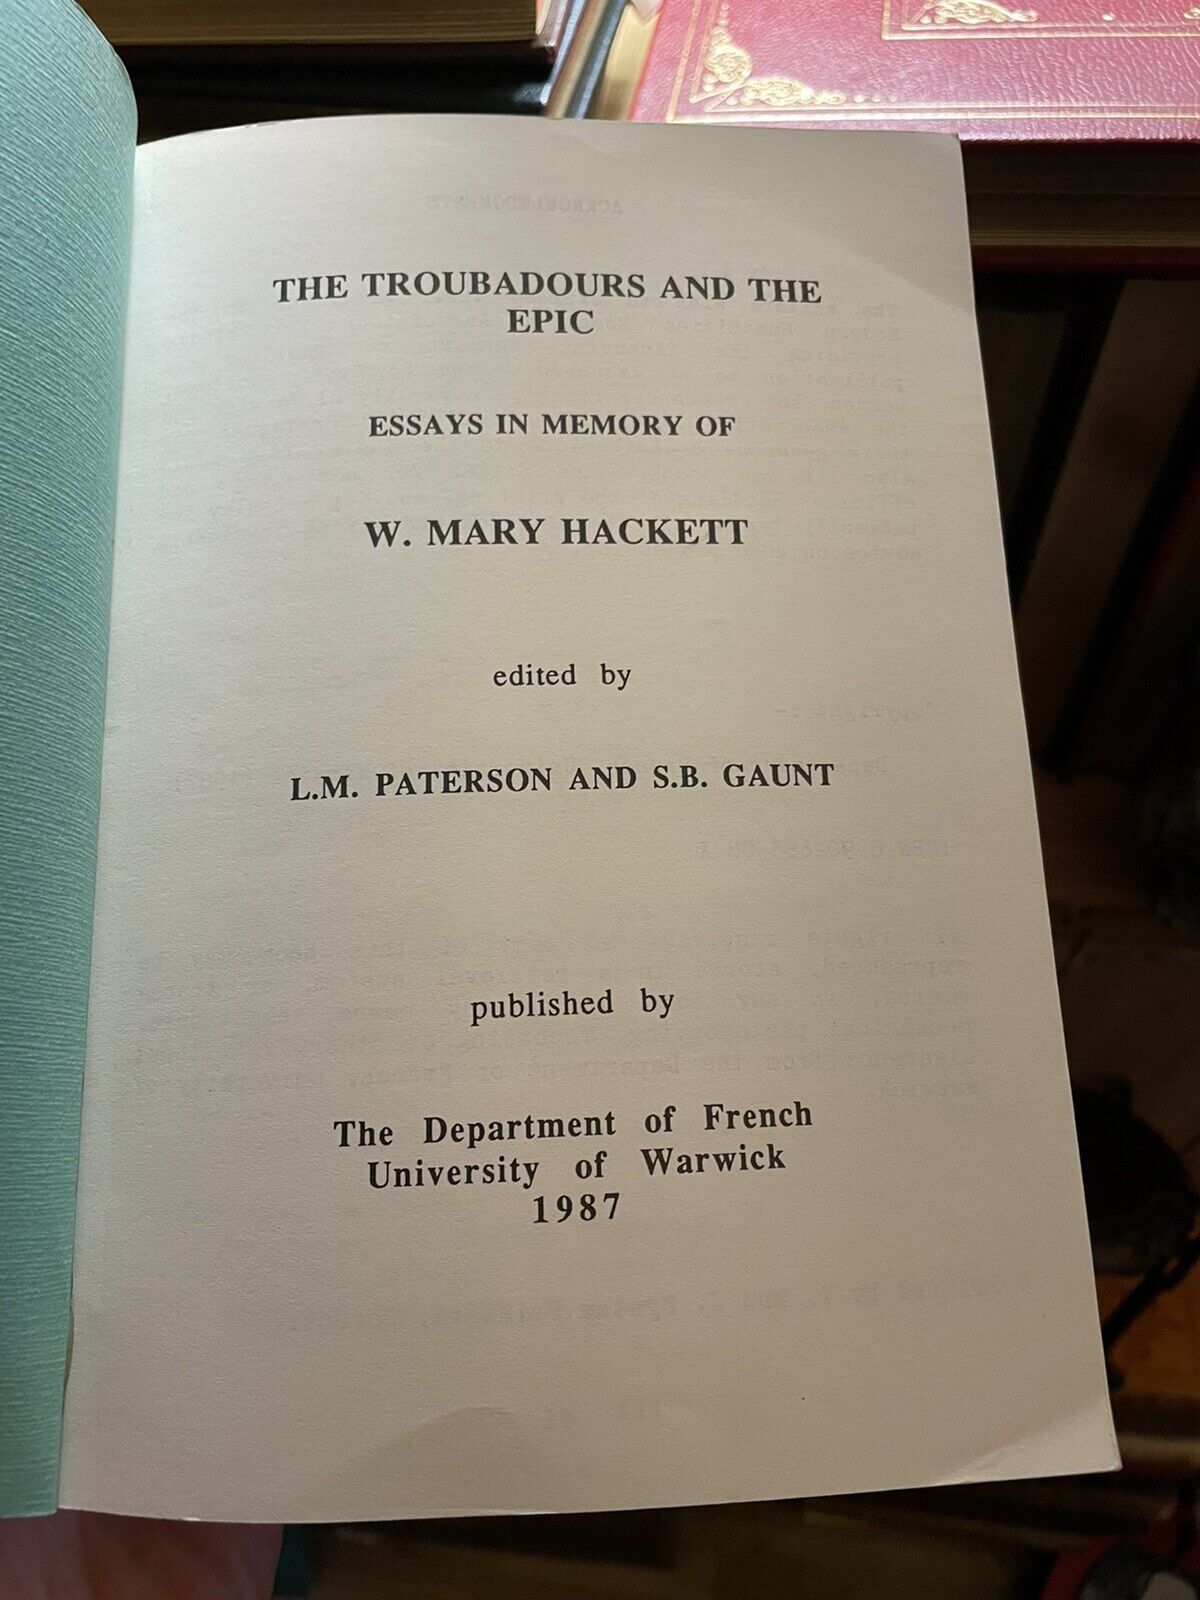 THE TROUBADOURS AND THE
EPIC
ESSAYS IN MEMORY OF
W. MARY HACKETT
edited by
L.M. PATERSON AND S.B. GAUNT
published by
The Department of French
University of Warwick
1987